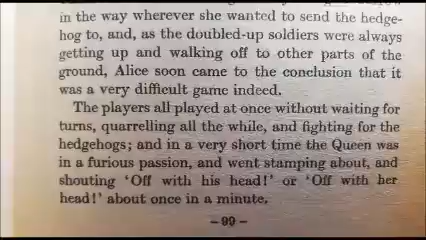 in the way wherever she wanted to send the hedge-
hog to, and, as the doubled-up soldiers were always
getting up and walking off to other parts of the
ground, Alice soon came to the conclusion that it
was a very difficult game indeed.
The players all played at once without waiting for
turns, quarrelling all the while, and fighting for the
hedgehogs; and in a very short time the Queen was
in a furious passion, and went stamping about, and
shouting ‘Off with his head!’ or ‘Off with her
head!’ about once in a minute.
– 99 –